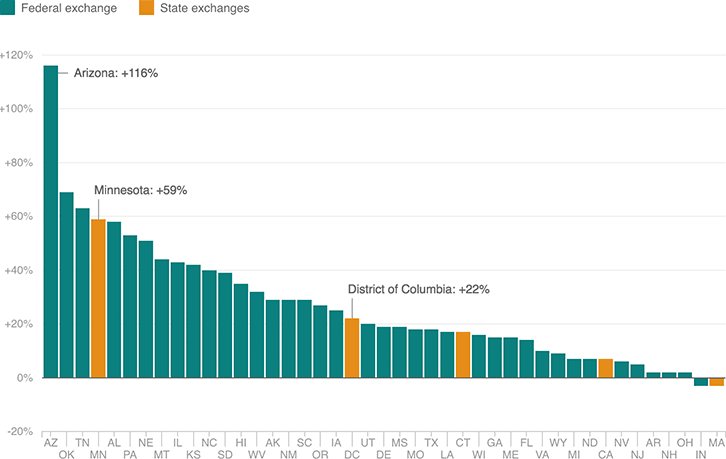 Federal exchange State exchanges
+120%
Arizona: +116%
+100%
+80%
Minnesota: +59%
+60%
+40%
District of Columbia: +22%
+20%
0%
-20%
AZ TN AL NE IL NC HI AK SC IA UT MS TX CT GA FL WY ND NV AR OH MA
OK MN PA MT KS SD WV NM OR DC DE MO LA WI ME VA MI CA NJ NH IN